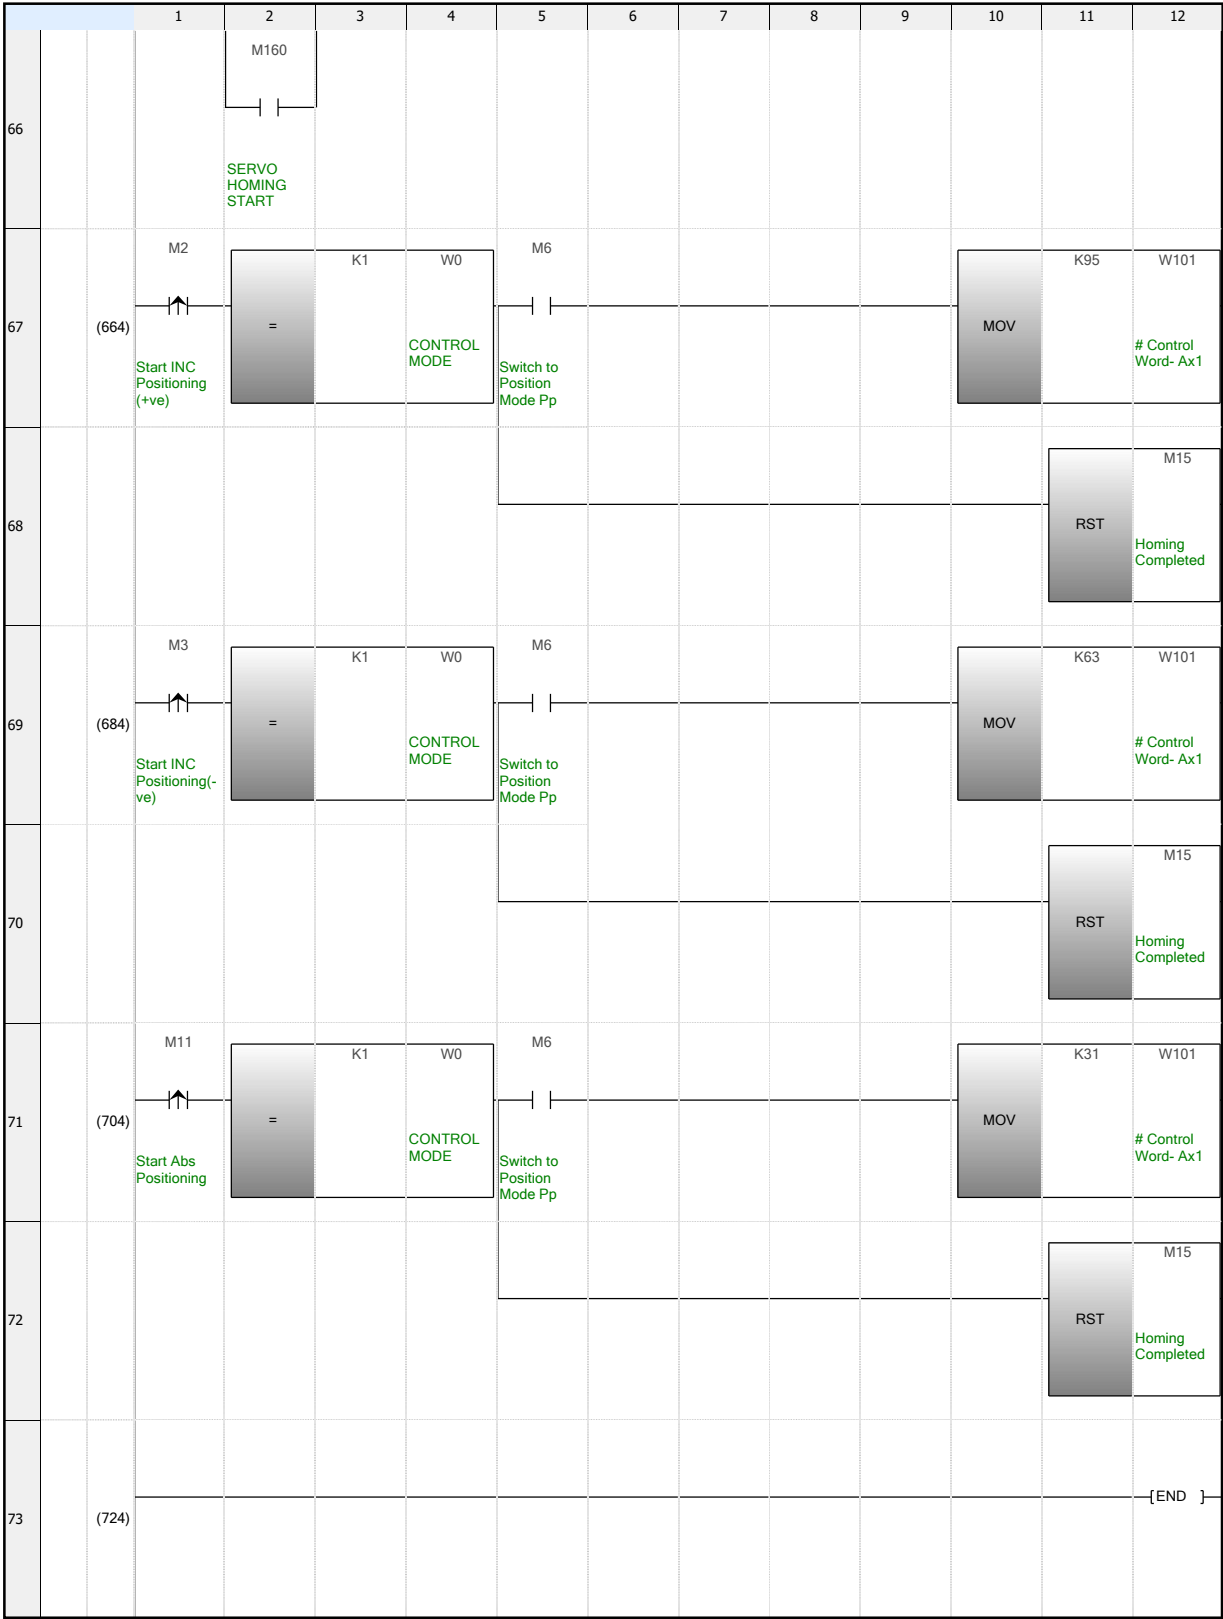 1 2 3 4 5 6 7 8 9 10 11 12
M160
66
SERVO
HOMING
START
M2 K1 W0 M6 K95 W101
67 (664) = MOV
CONTROL
MODE
# Control
Word- Ax1
Start INC
Positioning
(+ve)
Switch to
Position
Mode Pp
M15
68 RST
Homing
Completed
M3 K1 W0 M6 K63 W101
69 (684) = MOV
CONTROL
MODE
# Control
Word- Ax1
Start INC
Positioning(-
ve)
Switch to
Position
Mode Pp
M15
70 RST
Homing
Completed
M11 K1 W0 M6 K31 W101
71 (704) = MOV
CONTROL
MODE
# Control
Word- Ax1
Start Abs
Positioning
Switch to
Position
Mode Pp
M15
72 RST
Homing
Completed
[END ]
73 (724)